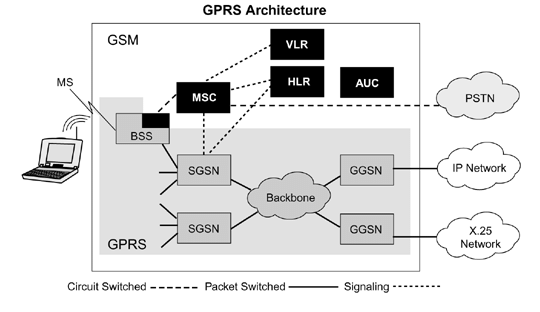 GPRS Architecture
GSM
VLR
HLR
AUC
MS
MSC
PSTN
BSS
SGSN
GGSN
IP Network
Backbone
SGSN
GGSN
X.25
Network
GPRS
Circuit Switched Packet Switched Signaling